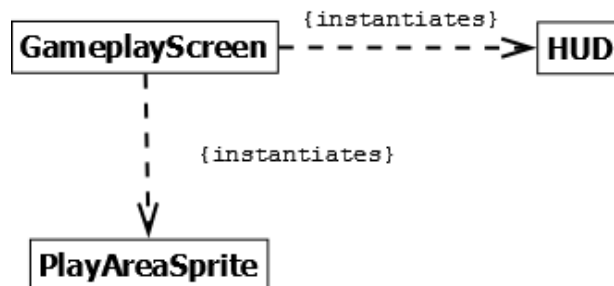 {instantiates}
GameplayScreen
HUD
{instantiates}
PlayAreaSprite